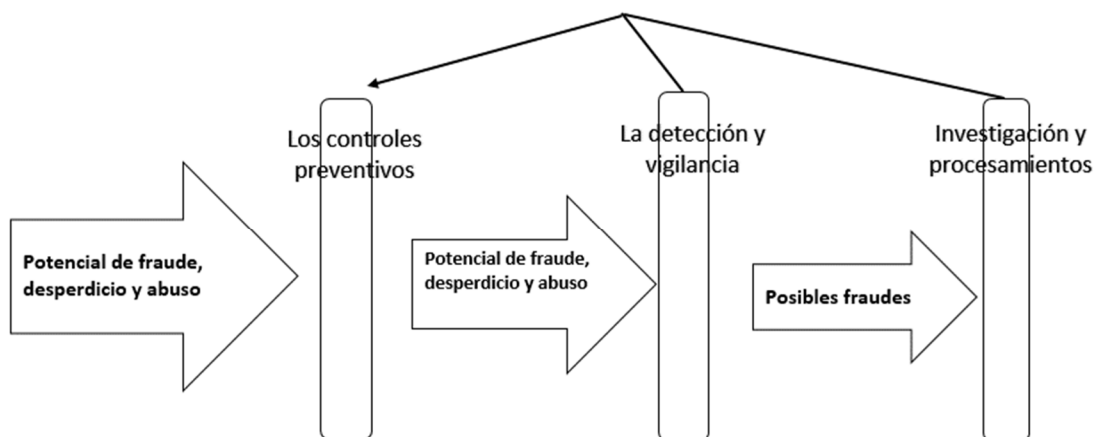 Los controles
preventivos
La detección y
vigilancia
Investigación y
procesamientos
Potencial de fraude,
desperdicio y abuso
Potencial de fraude,
desperdicio y abuso
Posibles fraudes